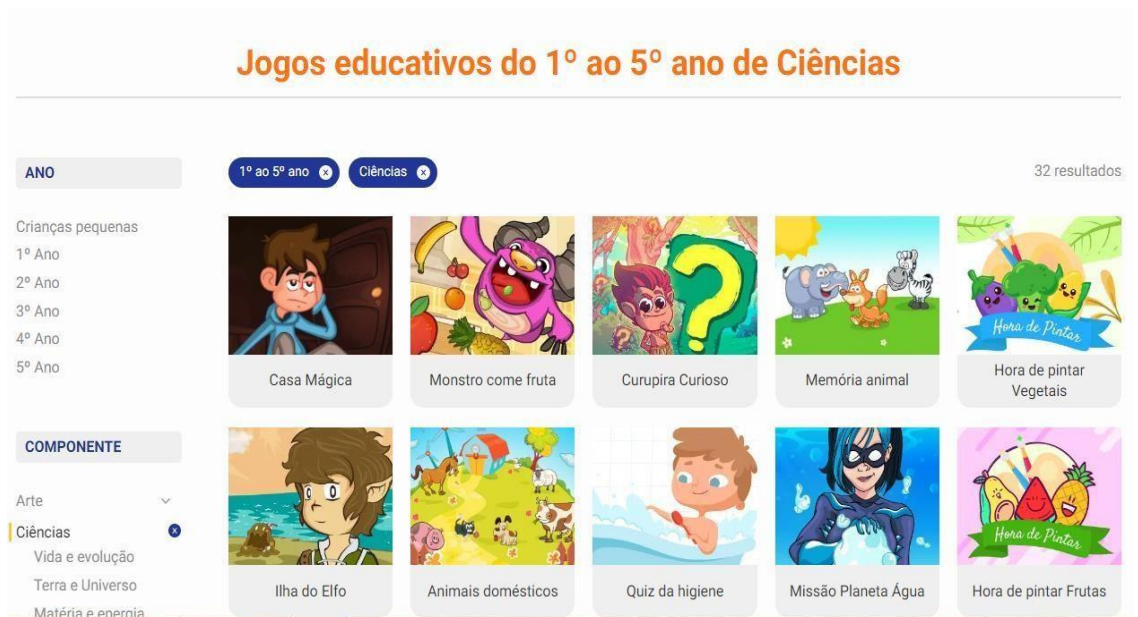 Jogos educativos do 1º ao 5º ano de Ciências
ANO
1º ao 5º ano
Ciências
32 resultados
Crianças pequenas
1º Ano
2º Ano
3º Ano
4º Ano
5º Ano
Hora de Pintar
Casa Mágica
Monstro come fruta
Curupira Curioso
Memória animal
Hora de pintar
Vegetais
COMPONENTE
Arte
Ciências
Vida e evolução
Terra e Universo
Matéria e energia
Hora de Pintar
Ilha do Elfo
Animais domésticos
Quiz da higiene
Missão Planeta Água
Hora de pintar Frutas